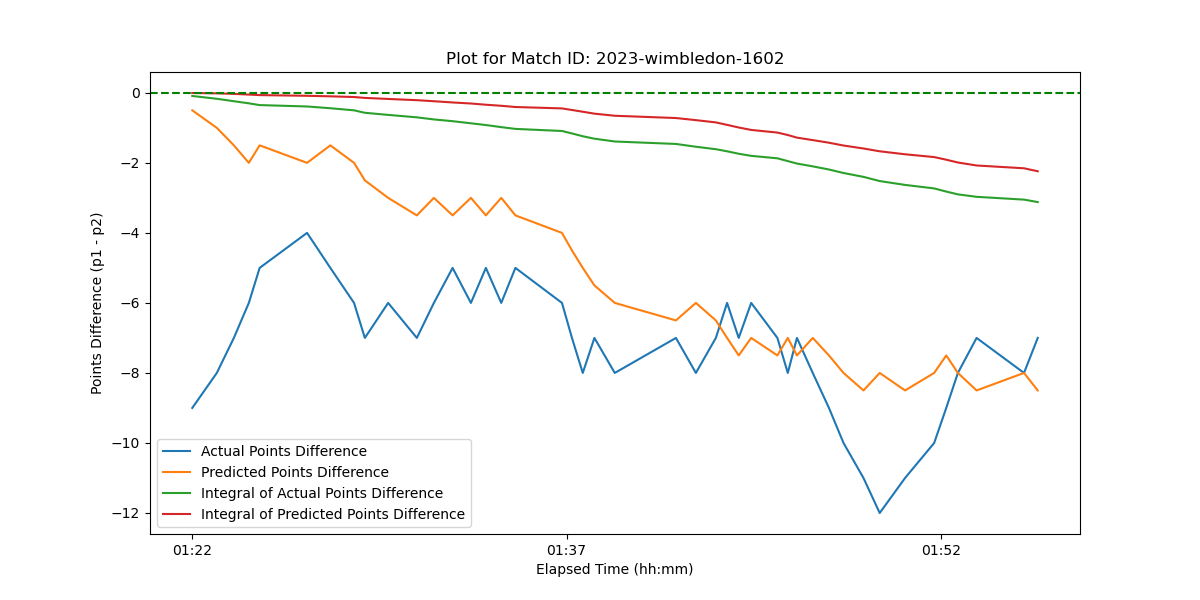 Plot for Match ID: 2023-wimbledon-1602
Points Difference (p1 - p2)
0
−2
−4
−6
−8
−10
−12
Actual Points Difference
Predicted Points Difference
Integral of Actual Points Difference
Integral of Predicted Points Difference
01:22 01:37 01:52
Elapsed Time (hh:mm)